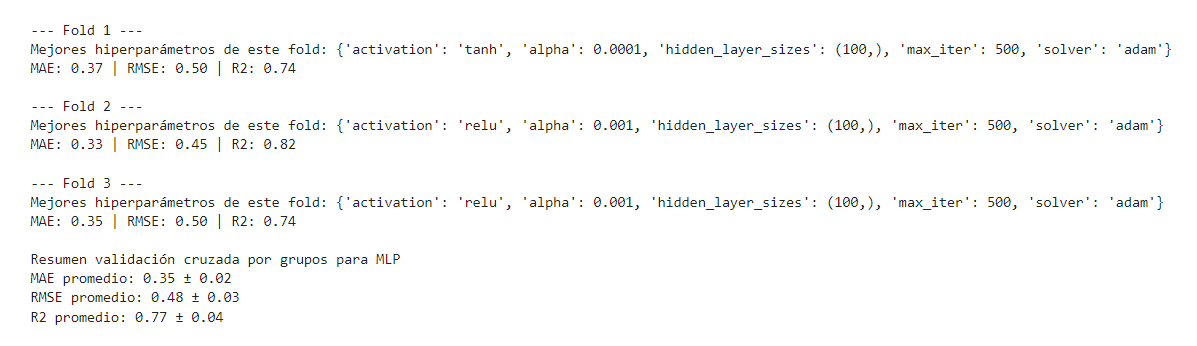 --- Fold 1 ---
Mejores hiperparámetros de este fold: {'activation': 'tanh', 'alpha': 0.0001, 'hidden_layer_sizes': (100,), 'max_iter': 500, 'solver': 'adam'}
MAE: 0.37 | RMSE: 0.50 | R2: 0.74
--- Fold 2 ---
Mejores hiperparámetros de este fold: {'activation': 'relu', 'alpha': 0.001, 'hidden_layer_sizes': (100,), 'max_iter': 500, 'solver': 'adam'}
MAE: 0.33 | RMSE: 0.45 | R2: 0.82
--- Fold 3 ---
Mejores hiperparámetros de este fold: {'activation': 'relu', 'alpha': 0.001, 'hidden_layer_sizes': (100,), 'max_iter': 500, 'solver': 'adam'}
MAE: 0.35 | RMSE: 0.50 | R2: 0.74
Resumen validación cruzada por grupos para MLP
MAE promedio: 0.35 ± 0.02
RMSE promedio: 0.48 ± 0.03
R2 promedio: 0.77 ± 0.04